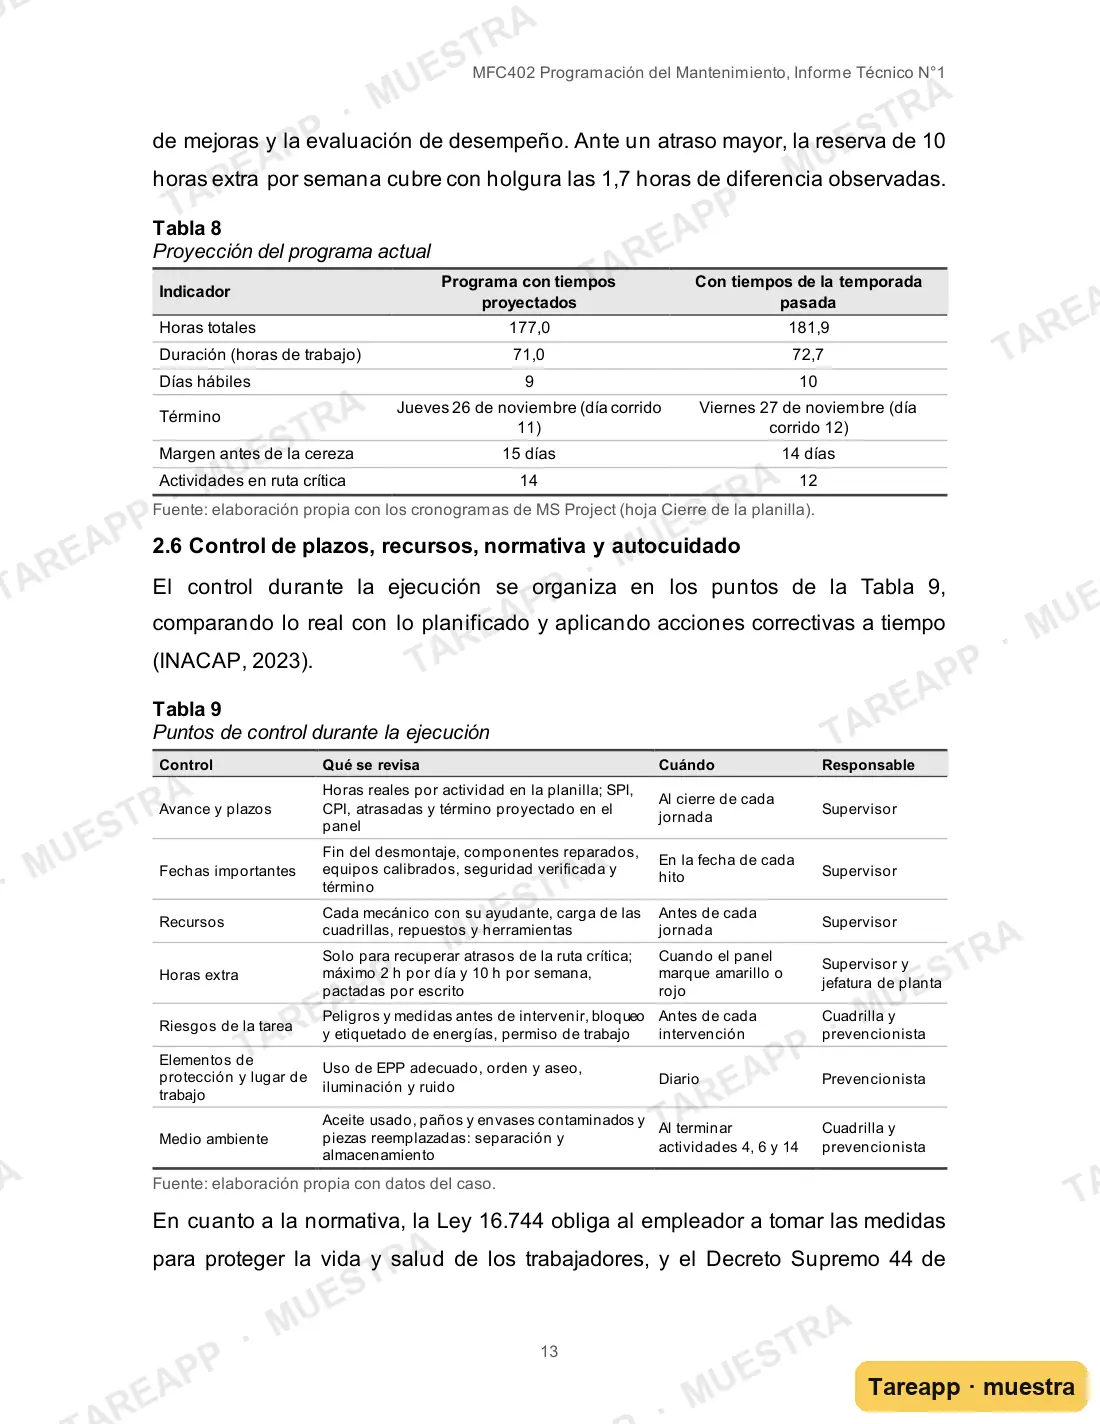 MFC402 Programación del Mantenimiento, Informe Técnico N°1
de mejoras y la evaluación de desempeño. Ante un atraso mayor, la reserva de 10
horas extra por semana cubre con holgura las 1,7 horas de diferencia observadas.
Tabla 8
Proyección del programa actual
Indicador Programa con tiempos proyectados Con tiempos de la temporada pasada
Horas totales 177,0 181,9
Duración (horas de trabajo) 71,0 72,7
Días hábiles 9 10
Término Jueves 26 de noviembre (día corrido 11) Viernes 27 de noviembre (día corrido 12)
Margen antes de la cereza 15 días 14 días
Actividades en ruta crítica 14 12
Fuente: elaboración propia con los cronogramas de MS Project (hoja Cierre de la planilla).
2.6 Control de plazos, recursos, normativa y autocuidado
El control durante la ejecución se organiza en los puntos de la Tabla 9,
comparando lo real con lo planificado y aplicando acciones correctivas a tiempo
(INACAP, 2023).
Tabla 9
Puntos de control durante la ejecución
Control Qué se revisa Cuándo Responsable
Avance y plazos Horas reales por actividad en la planilla; SPI, CPI, atrasadas y término proyectado en el panel Al cierre de cada jornada Supervisor
Fechas importantes Fin del desmontaje, componentes reparados, equipos calibrados, seguridad verificada y término En la fecha de cada hito Supervisor
Recursos Cada mecánico con su ayudante, carga de las cuadrillas, repuestos y herramientas Antes de cada jornada Supervisor
Horas extra Solo para recuperar atrasos de la ruta crítica; máximo 2 h por día y 10 h por semana, pactadas por escrito Cuando el panel marque amarillo o rojo Supervisor y jefatura de planta
Riesgos de la tarea Peligros y medidas antes de intervenir, bloqueo y etiquetado de energías, permiso de trabajo Antes de cada intervención Cuadrilla y prevencionista
Elementos de protección y lugar de trabajo Uso de EPP adecuado, orden y aseo, iluminación y ruido Diario Prevencionista
Medio ambiente Aceite usado, paños y envases contaminados y piezas reemplazadas: separación y almacenamiento Al terminar actividades 4, 6 y 14 Cuadrilla y prevencionista
Fuente: elaboración propia con datos del caso.
En cuanto a la normativa, la Ley 16.744 obliga al empleador a tomar las medidas
para proteger la vida y salud de los trabajadores, y el Decreto Supremo 44 de
13
Tareapp · muestra
TAREAPP · MUESTRA